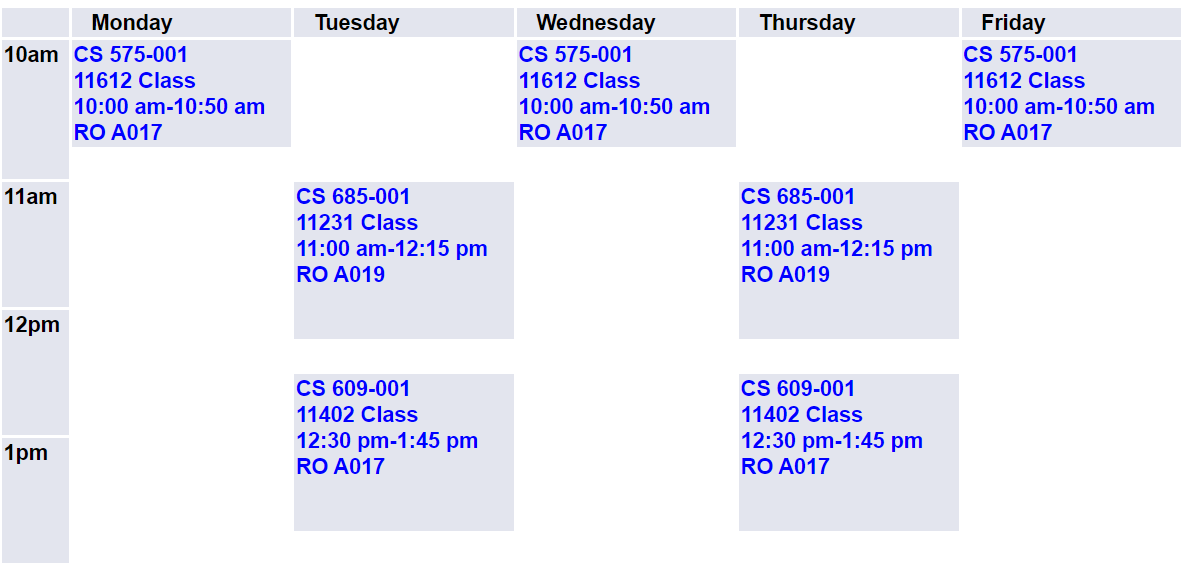 Monday Tuesday Wednesday Thursday Friday
10am
CS 575-001
11612 Class
10:00 am-10:50 am
RO A017
CS 575-001
11612 Class
10:00 am-10:50 am
RO A017
CS 575-001
11612 Class
10:00 am-10:50 am
RO A017
11am
CS 685-001
11231 Class
11:00 am-12:15 pm
RO A019
CS 685-001
11231 Class
11:00 am-12:15 pm
RO A019
12pm
CS 609-001
11402 Class
12:30 pm-1:45 pm
RO A017
CS 609-001
11402 Class
12:30 pm-1:45 pm
RO A017
1pm